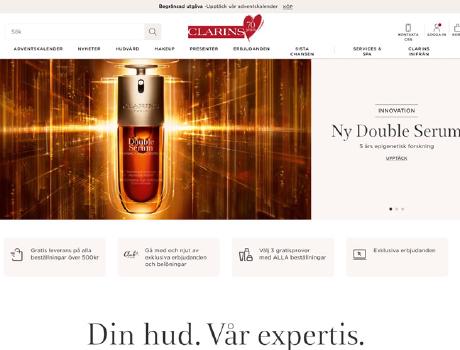 Begränsad utgåva -Upptäck vår adventskalender KÖP
Sök
CLARINS
70
KONTAKTA OSS
LOGGA IN
ADVENTSKALENDER NYHETER HUDVÅRD MAKEUP PRESENTER ERBJUDANDEN SISTA CHANSEN SERVICES & SPA CLARINS INIFRÅN
CLARINS
Double
Serum
INNOVATION
Ny Double Serum
5 års epigenetisk forskning
UPPTÄCK
Gratis leverans på alla
beställningar över 500kr
Gå med och njut av
exklusiva erbjudanden
och belöningar
Välj 3 gratisprover
med ALLA beställningar
Exklusiva erbjudanden
Din hud. Vår expertis.